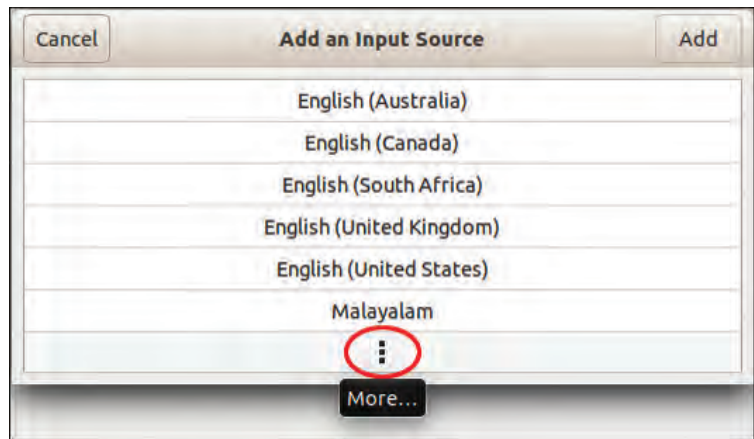 Cancel Add an Input Source Add
English (Australia)
English (Canada)
English (South Africa)
English (United Kingdom)
English (United States)
Malayalam
More...